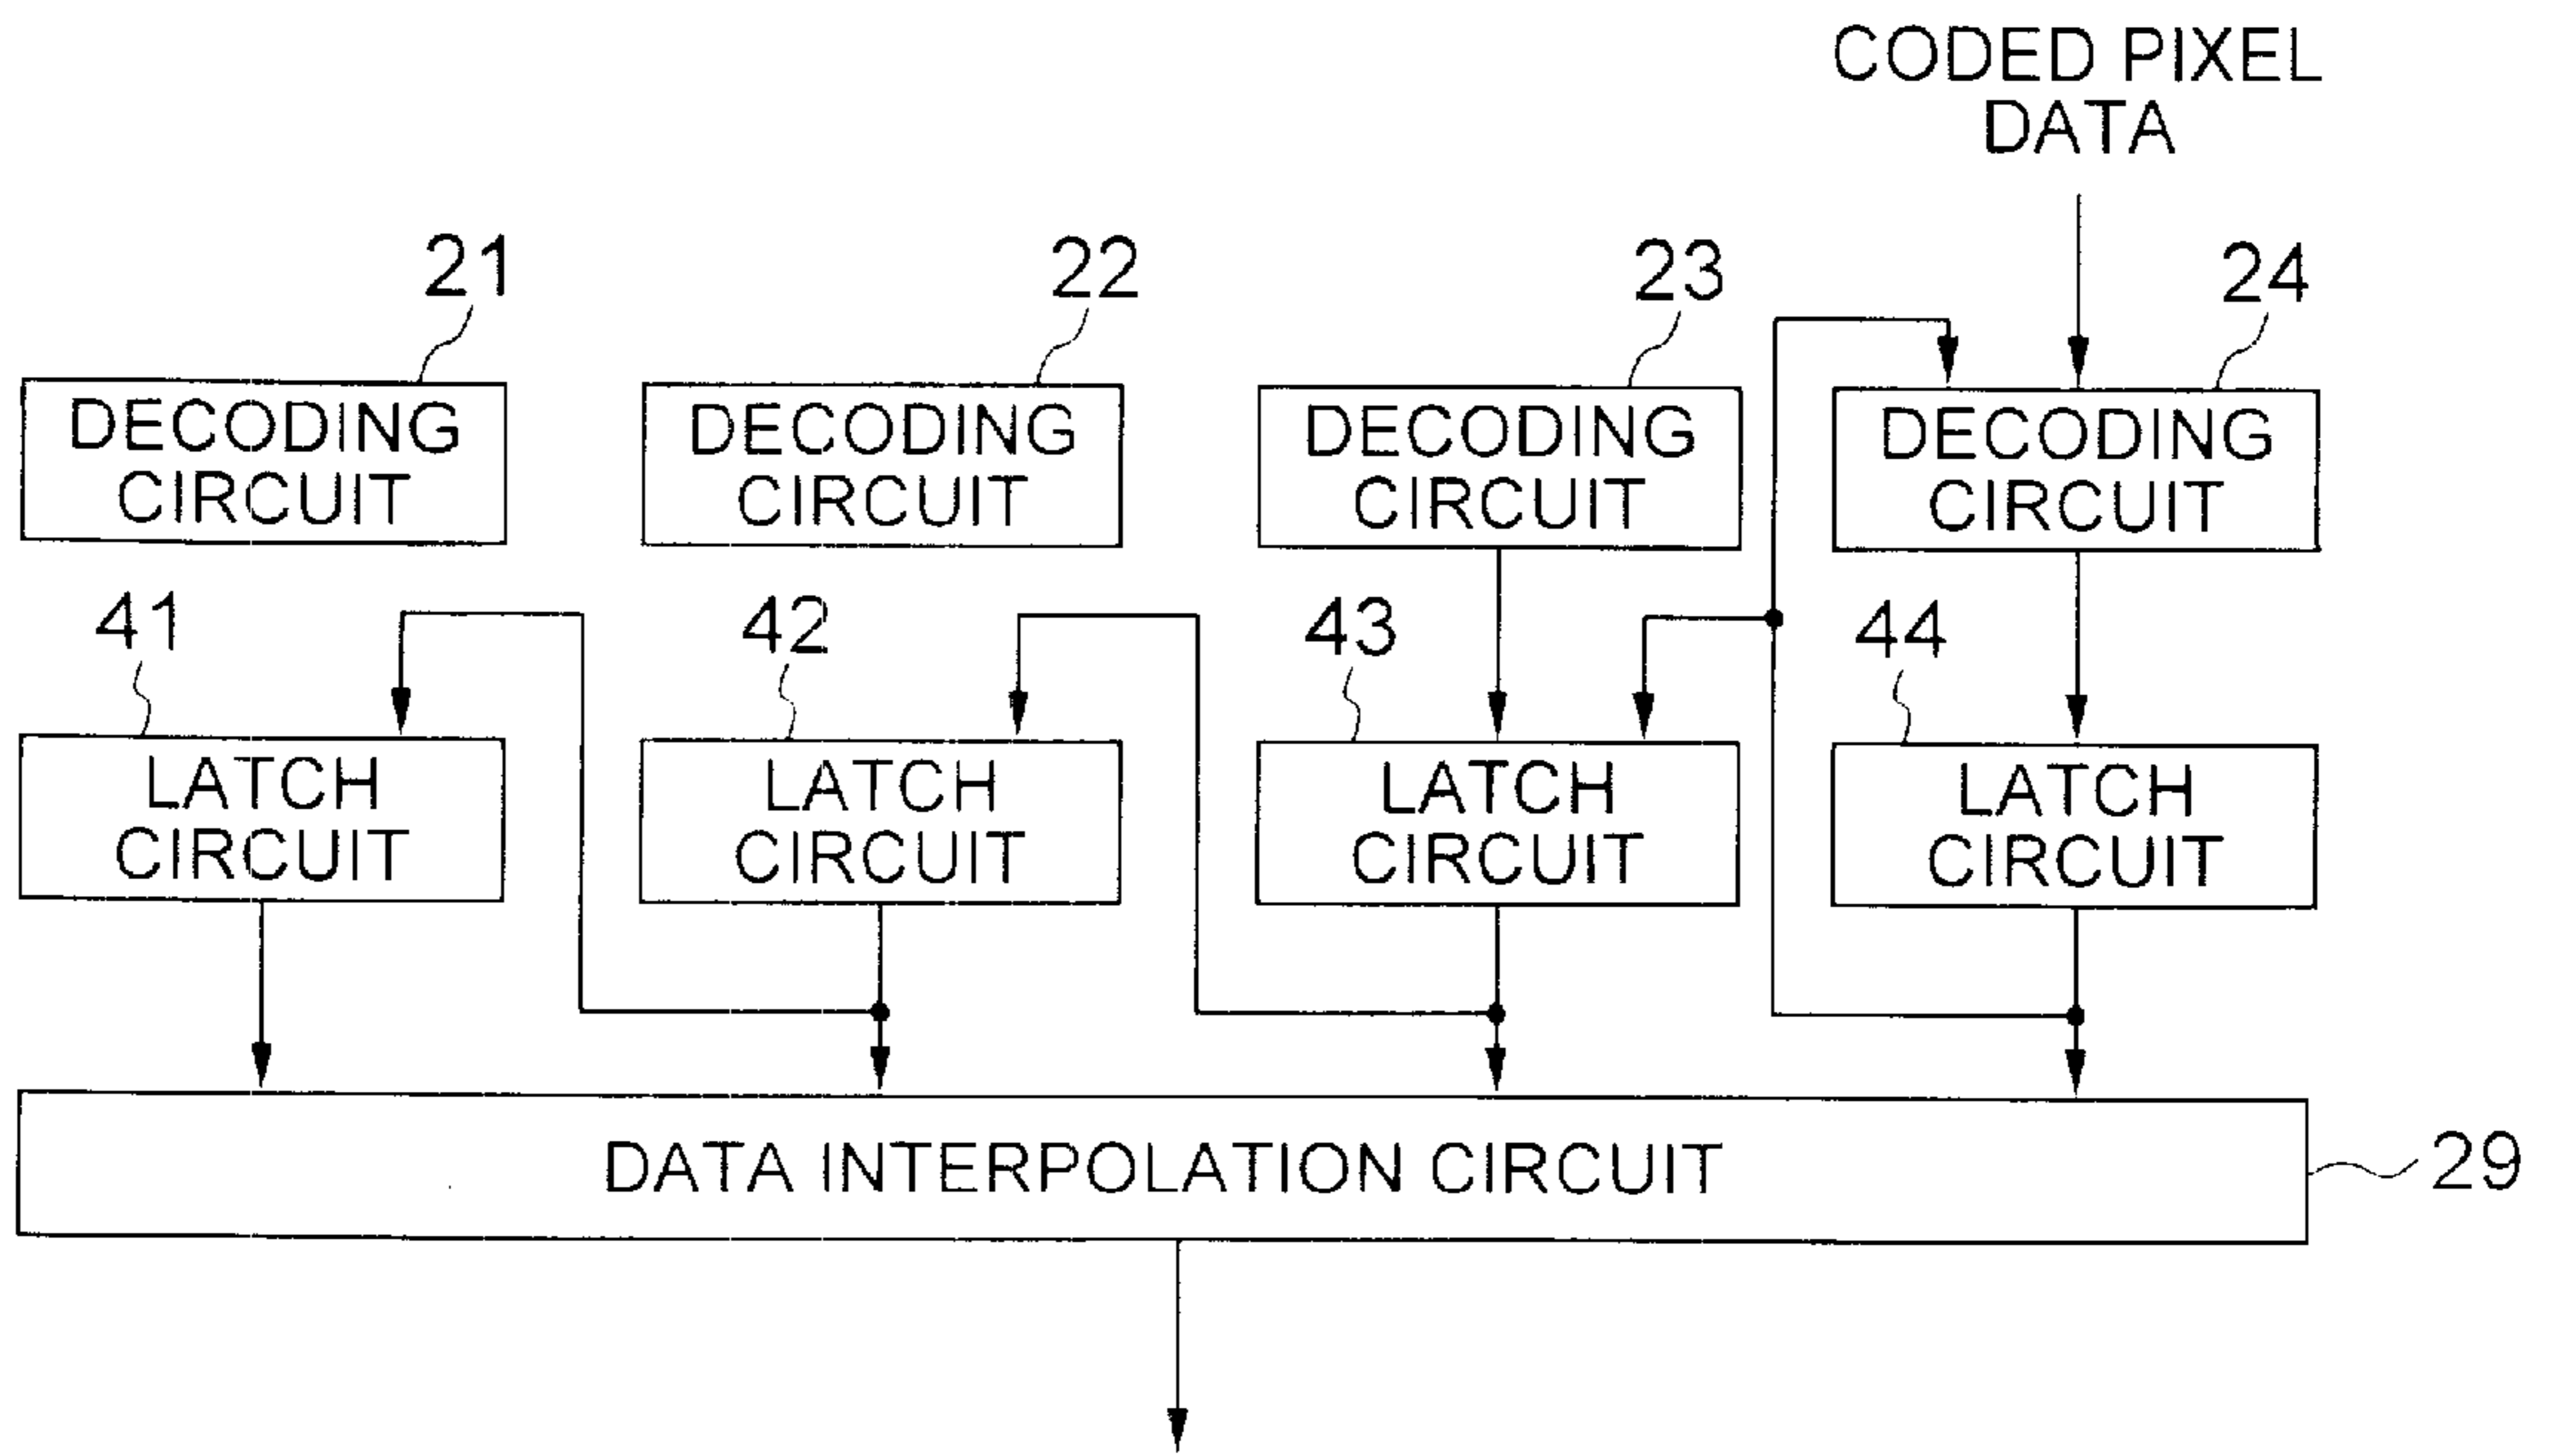 CODED PIXEL
DATA
21
22
23
24
DECODING
CIRCUIT
DECODING
CIRCUIT
DECODING
CIRCUIT
DECODING
CIRCUIT
41
42
43
44
LATCH
CIRCUIT
LATCH
CIRCUIT
LATCH
CIRCUIT
LATCH
CIRCUIT
DATA INTERPOLATION CIRCUIT
29